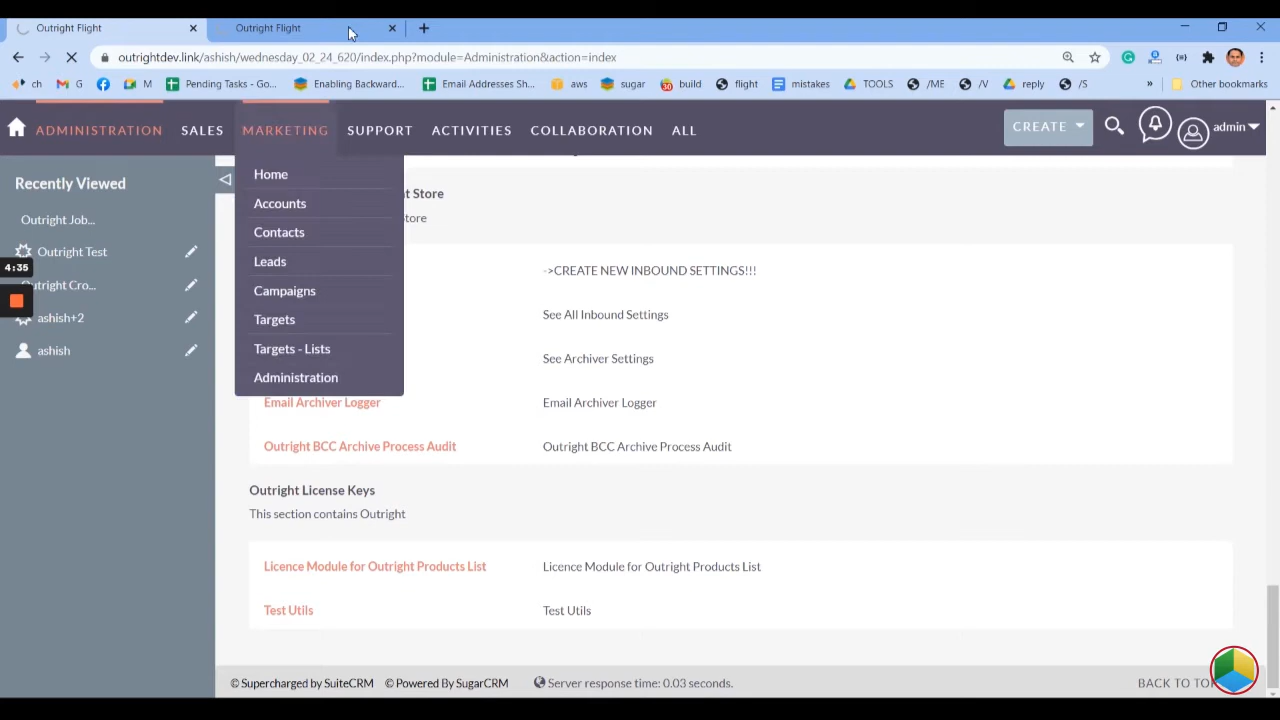 Outright Flight
Outright Flight
outrightdev.link/ashish/wednesday_02_24_620/index.php?module=Administration&action=index
ch
G
M
Pending Tasks - Go...
Enabling Backward...
Email Addresses Sh...
aws
sugar
build
flight
mistakes
TOOLS
/ME
/V
reply
/S
»
Other bookmarks
ADMINISTRATION
SALES
MARKETING
SUPPORT
ACTIVITIES
COLLABORATION
ALL
CREATE
admin
Recently Viewed
Outright Job...
Outright Test
4:35
utright Cro...
ashish+2
ashish
Home
Accounts
Contacts
Leads
Campaigns
Targets
Targets - Lists
Administration
t Store
tore
->CREATE NEW INBOUND SETTINGS!!!
See All Inbound Settings
See Archiver Settings
Email Archiver Logger
Email Archiver Logger
Outright BCC Archive Process Audit
Outright BCC Archive Process Audit
Outright License Keys
This section contains Outright
Licence Module for Outright Products List
Licence Module for Outright Products List
Test Utils
Test Utils
© Supercharged by SuiteCRM
© Powered By SugarCRM
Server response time: 0.03 seconds.
BACK TO TOP